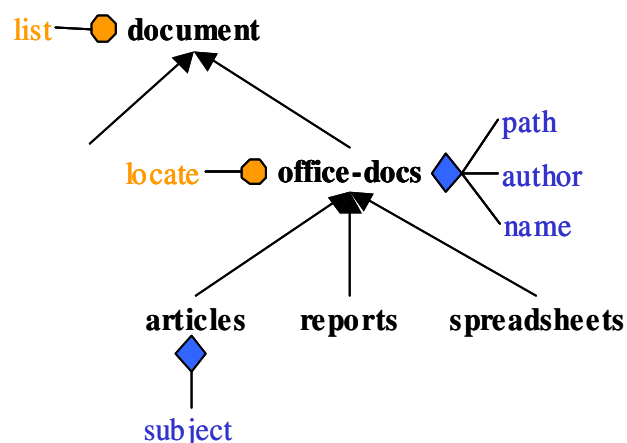 list document
path
locate office-docs author
name
articles reports spreadsheets
subject